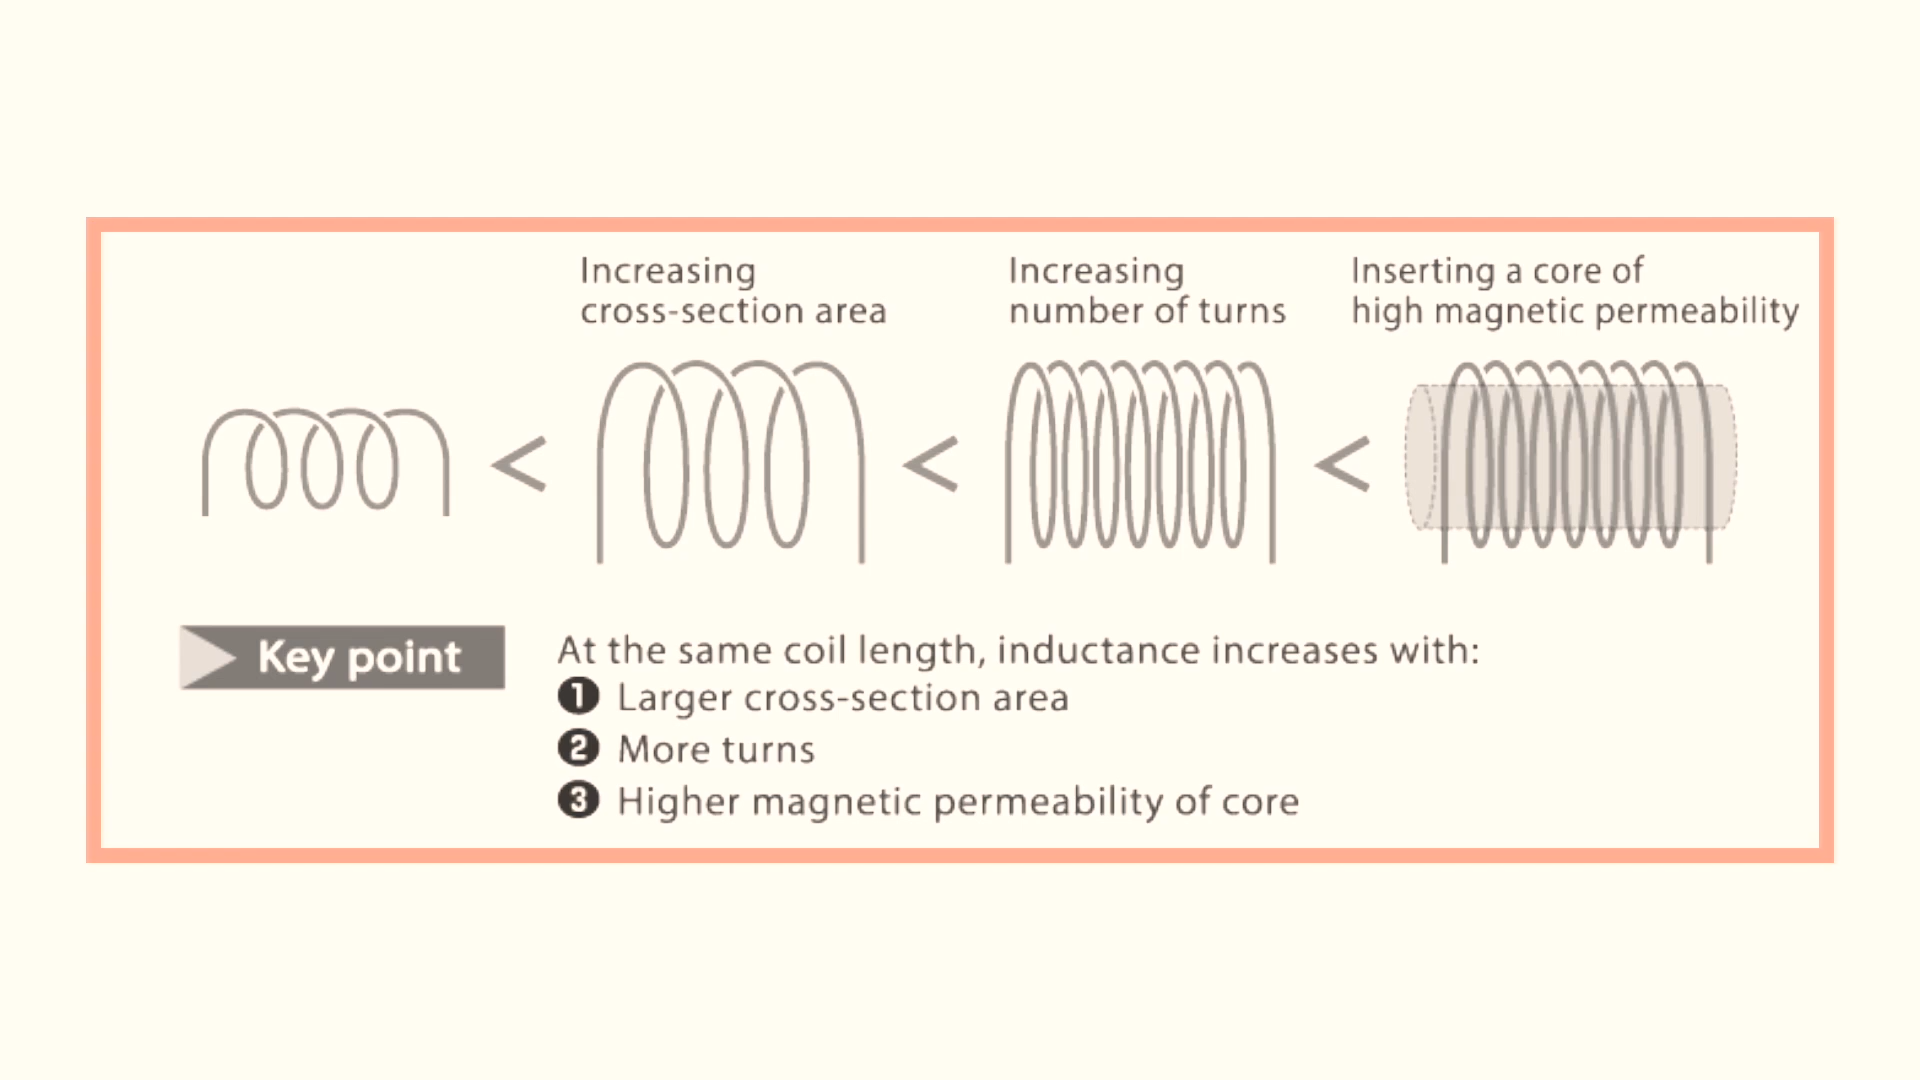 Increasing
cross-section area
Increasing
number of turns
Inserting a core of
high magnetic permeability
< < <
Key point
At the same coil length, inductance increases with:
1 Larger cross-section area
2 More turns
3 Higher magnetic permeability of core